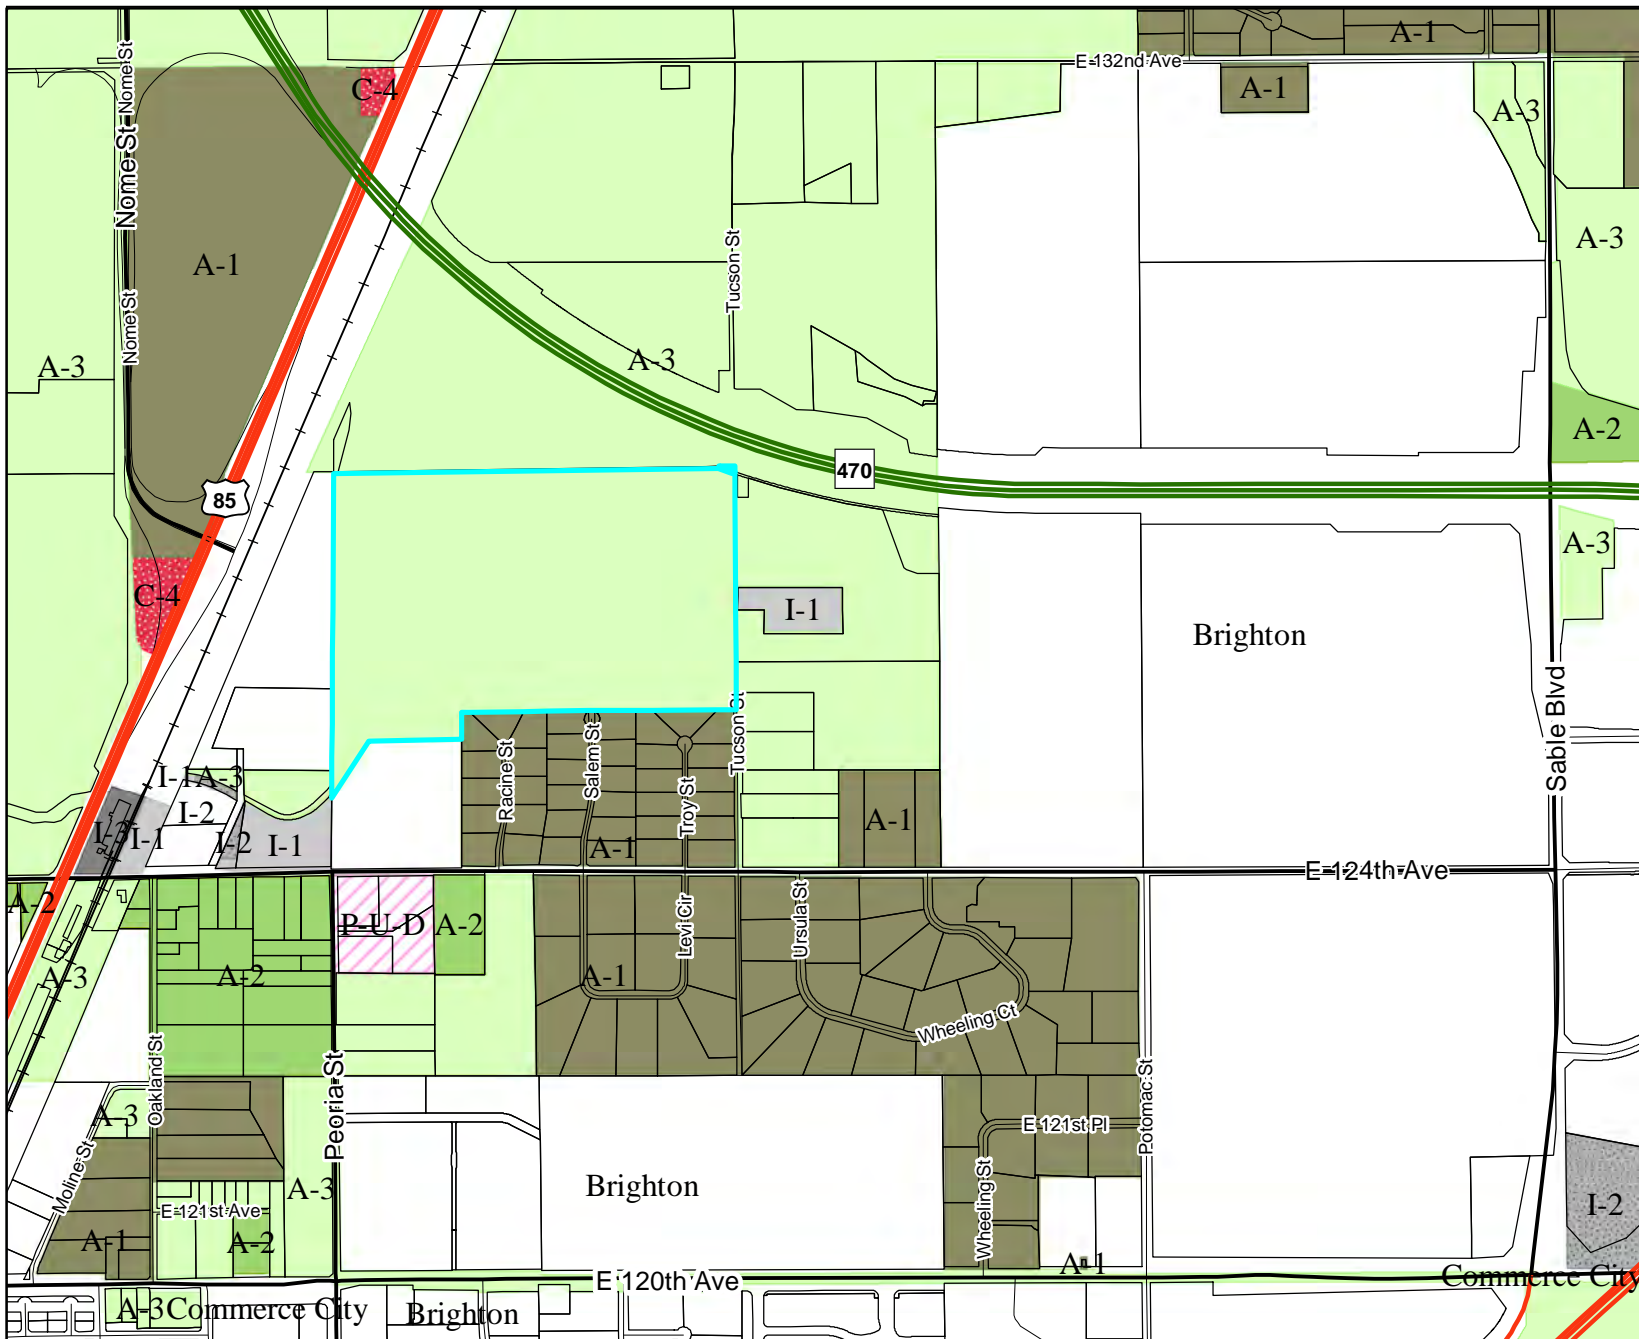 A-1
E 132nd Ave
Nome St
C-4
A-1
Nome St
A-3
Nome St
A-1
Tucson St
A-3
Nome St
A-3
A-3
A-2
470
85
A-3
C-4
I-1
Brighton
Sable Blvd
Tucson St
Racine St
Salem St
Troy St
I-1
A-3
I-2
I-3
I-1
I-2
I-1
A-1
A-1
E 124th Ave
A-2
P-U-D
A-2
Levi Cir
Ursula St
A-3
A-2
A-1
Wheeling Ct
Oakland St
Peoria St
Potomac St
A-3
E 121st Pl
Moline St
A-3
Brighton
Wheeling St
I-2
E 121st Ave
A-1
A-2
A-1
E 120th Ave
Commerce City
A-3
Commerce City
Brighton